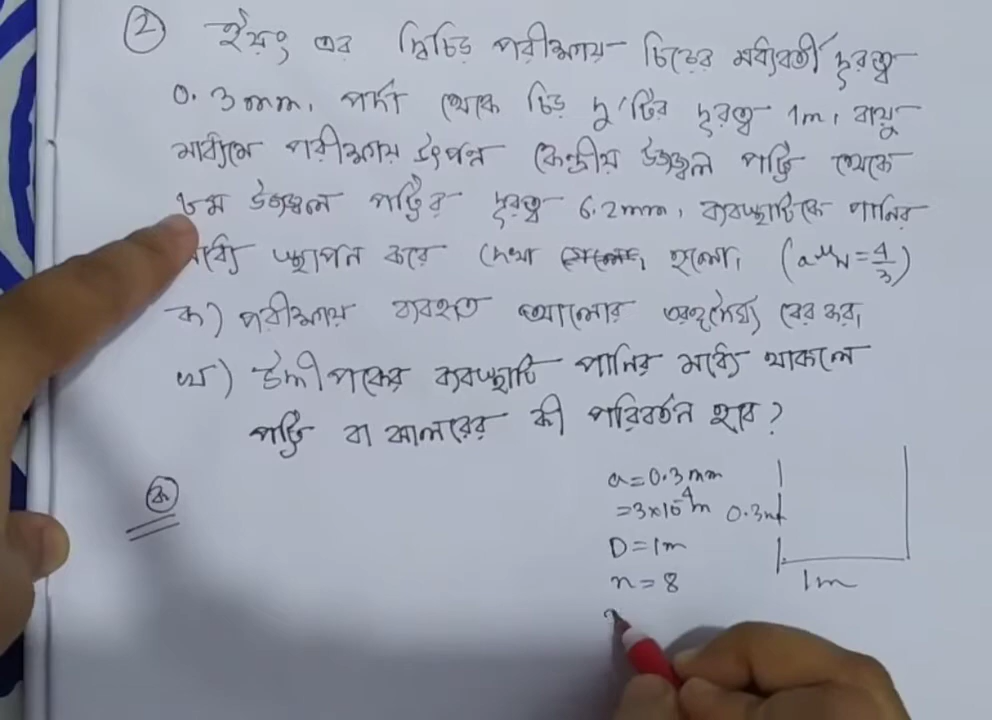 ② ইয়ং এর দ্বিচিড় পরীক্ষায় চিড়ের মধ্যবর্তী দূরত্ব
0.3mm, পর্দা থেকে চিড় দু'টির দূরত্ব 1m, বায়ু
মাধ্যমে পরীক্ষায় উৎপন্ন কেন্দ্রীয় উজ্জ্বল পট্টি থেকে
৮ম উজ্জ্বল পট্টির দূরত্ব 6.2mm, ব্যবস্থাটিকে পানির
মধ্যে স্থাপন করে দেখা হলো। (aμw = 4/3)
ক) পরীক্ষায় ব্যবহৃত আলোর তরঙ্গদৈর্ঘ্য বের কর,
খ) উদ্দীপকের ব্যবস্থাটি পানির মধ্যে থাকলে
পট্টি বা ঝালরের কী পরিবর্তন হবে?
ক
a = 0.3 mm
= 3×10⁻⁴m 0.3m
D = 1m
n = 8 1m